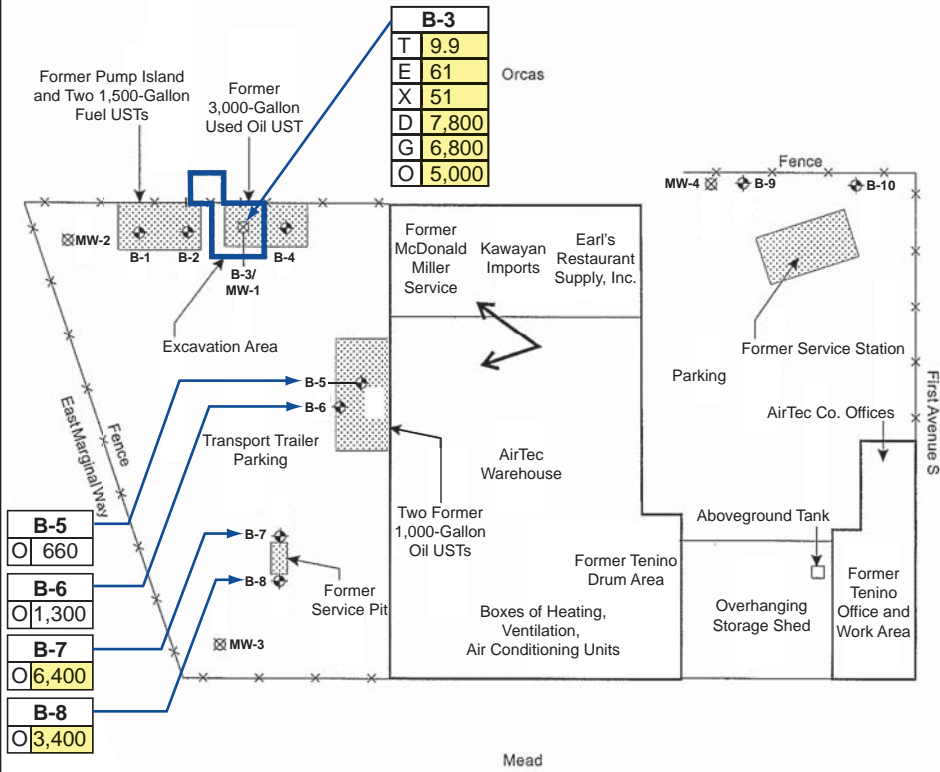 B-3
T 9.9
E 61
X 51
D 7,800
G 6,800
O 5,000
Orcas
Former Pump Island
and Two 1,500-Gallon
Fuel USTs
Former
3,000-Gallon
Used Oil UST
Fence
MW-4
B-9
B-10
MW-2
B-1
B-2
B-3/
MW-1
B-4
Former
McDonald
Miller
Service
Kawayan
Imports
Earl's
Restaurant
Supply, Inc.
Excavation Area
Former Service Station
Parking
First Avenue S
B-5
B-6
Fence
East Marginal Way
Transport Trailer
Parking
AirTec Co. Offices
AirTec
Warehouse
Two Former
1,000-Gallon
Oil USTs
Aboveground Tank
B-5
O 660
B-6
O 1,300
B-7
O 6,400
B-8
O 3,400
B-7
B-8
Former
Service Pit
MW-3
Former Tenino
Drum Area
Boxes of Heating,
Ventilation,
Air Conditioning Units
Overhanging
Storage Shed
Former
Tenino
Office and
Work Area
Mead